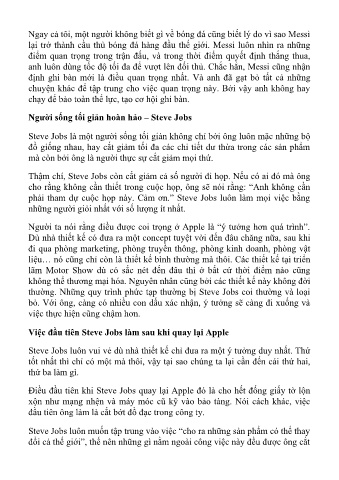 Ngay cả tôi, một người không biết gì về bóng đá cũng biết lý do vì sao Messi
lại trở thành cầu thủ bóng đá hàng đầu thế giới. Messi luôn nhìn ra những
điểm quan trọng trong trận đấu, và trong thời điểm quyết định thắng thua,
anh luôn dùng tốc độ tối đa để vượt lên đối thủ. Chắc hẳn, Messi cũng nhận
định ghi bàn mới là điều quan trọng nhất. Và anh đã gạt bỏ tất cả những
chuyện khác để tập trung cho việc quan trọng này. Bởi vậy anh không hay
chạy để bảo toàn thể lực, tạo cơ hội ghi bàn.
Người sống tối giản hoàn hảo – Steve Jobs
Steve Jobs là một người sống tối giản không chỉ bởi ông luôn mặc những bộ
đồ giống nhau, hay cắt giảm tối đa các chi tiết dư thừa trong các sản phẩm
mà còn bởi ông là người thực sự cắt giảm mọi thứ.
Thậm chí, Steve Jobs còn cắt giảm cả số người đi họp. Nếu có ai đó mà ông
cho rằng không cần thiết trong cuộc họp, ông sẽ nói rằng: “Anh không cần
phải tham dự cuộc họp này. Cảm ơn.” Steve Jobs luôn làm mọi việc bằng
những người giỏi nhất với số lượng ít nhất.
Người ta nói rằng điều được coi trọng ở Apple là “ý tưởng hơn quá trình”.
Dù nhà thiết kế có đưa ra một concept tuyệt vời đến đâu chăng nữa, sau khi
đi qua phòng marketing, phòng truyền thông, phòng kinh doanh, phòng vật
liệu… nó cũng chỉ còn là thiết kế bình thường mà thôi. Các thiết kế tại triển
lãm Motor Show dù có sắc nét đến đâu thì ở bất cứ thời điểm nào cũng
không thể thương mại hóa. Nguyên nhân cũng bởi các thiết kế này không đời
thường. Những quy trình phức tạp thường bị Steve Jobs coi thường và loại
bỏ. Với ông, càng có nhiều con dấu xác nhận, ý tưởng sẽ càng đi xuống và
việc thực hiện cũng chậm hơn.
Việc đầu tiên Steve Jobs làm sau khi quay lại Apple
Steve Jobs luôn vui vẻ dù nhà thiết kế chỉ đưa ra một ý tưởng duy nhất. Thứ
tốt nhất thì chỉ có một mà thôi, vậy tại sao chúng ta lại cần đến cái thứ hai,
thứ ba làm gì.
Điều đầu tiên khi Steve Jobs quay lại Apple đó là cho hết đống giấy tờ lộn
xộn như mạng nhện và máy móc cũ kỹ vào bảo tàng. Nói cách khác, việc
đầu tiên ông làm là cắt bớt đồ đạc trong công ty.
Steve Jobs luôn muốn tập trung vào việc “cho ra những sản phẩm có thể thay
đổi cả thế giới”, thế nên những gì nằm ngoài công việc này đều được ông cắt